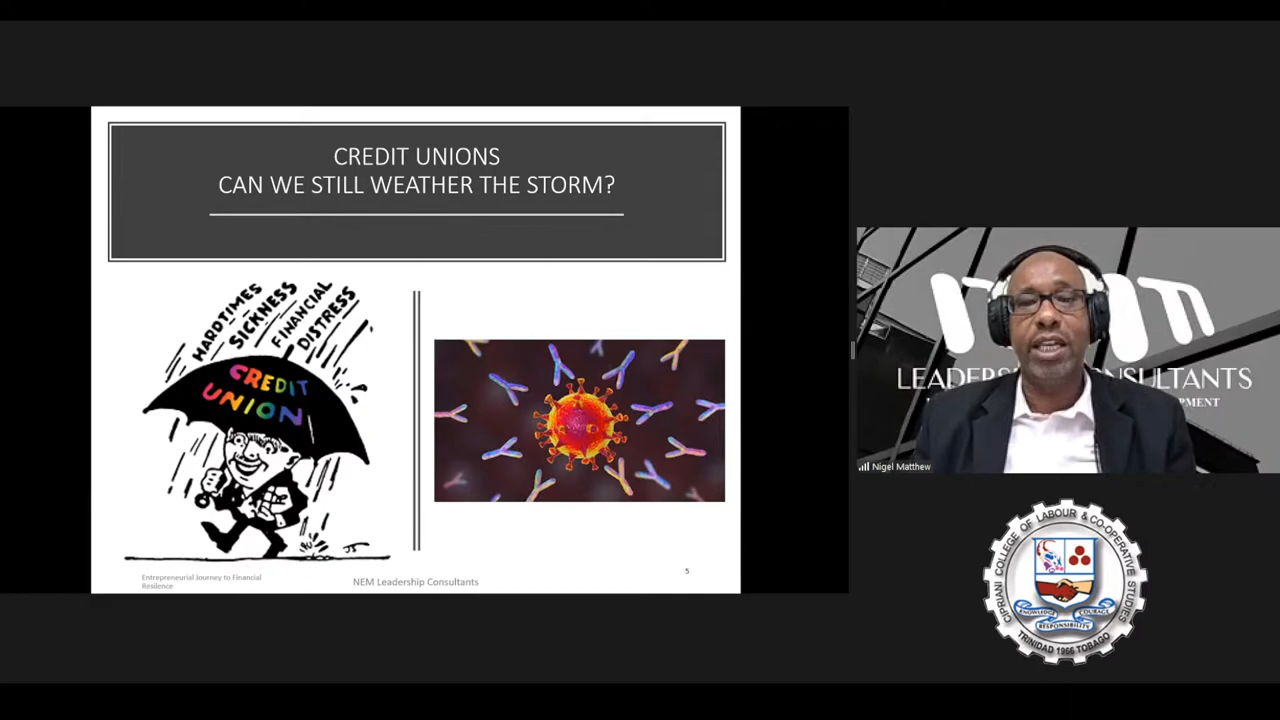 CREDIT UNIONS
CAN WE STILL WEATHER THE STORM?
HARDTIMES
SICKNESS
FINANCIAL
DISTRESS
CREDIT
UNION
Entrepreneurial Journey to Financial
Resilence
NEM Leadership Consultants
5
LEADERS CONSULTANTS
Nigel Matthew
CIPRIANI COLLEGE OF LABOUR & CO-OPERATIVE STUDIES
KNOWLEDGE
COURAGE
RESPONSIBILITY
TRINIDAD 1966 TOBAGO